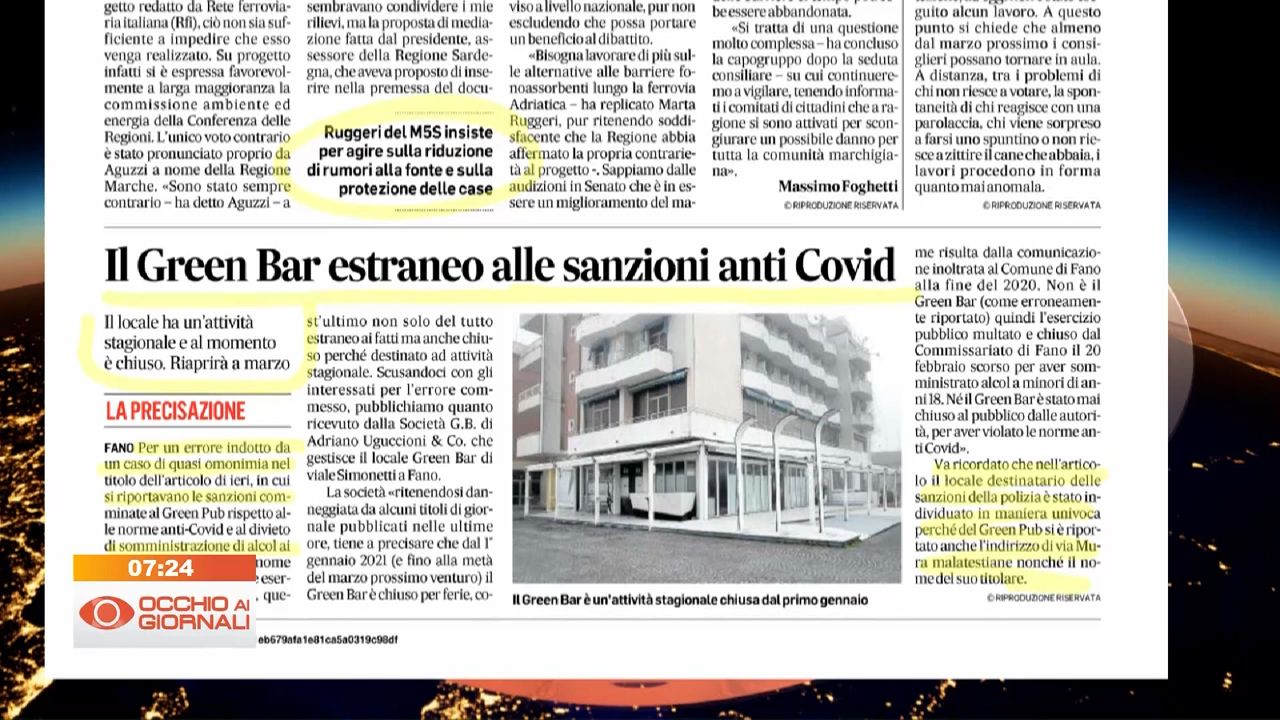 getto redatto da Rete ferrovia-
ria italiana (Rfi), ciò non sia suf-
ficiente a impedire che esso
venga realizzato. Su progetto
infatti si è espressa favorevol-
mente a larga maggioranza la
commissione ambiente ed
energia della Conferenza delle
Regioni. L'unico voto contrario
è stato pronunciato proprio da
Aguzzi a nome della Regione
Marche. «Sono stato sempre
contrario – ha detto Aguzzi – a
sembravano condividere i miei
rilievi, ma la proposta di media-
zione fatta dal presidente, as-
sessore della Regione Sarde-
gna, che aveva proposto di inse-
rire nella premessa del docu-
Ruggeri del M5S insiste
per agire sulla riduzione
di rumori alla fonte e sulla
protezione delle case
viso a livello nazionale, pur non
escludendo che possa portare
un beneficio al dibattito.
«Bisogna lavorare di più sul-
le alternative alle barriere fo-
noassorbenti lungo la ferrovia
Adriatica – ha replicato Marta
Ruggeri, pur ritenendo soddi-
sfacente che la Regione abbia
affermato la propria contrarie-
tà al progetto -. Sappiamo dalle
audizioni in Senato che è in es-
sere un miglioramento del ma-
be essere abbandonata.
«Si tratta di una questione
molto complessa – ha concluso
la capogruppo dopo la seduta
consiliare – su cui continuere-
mo a vigilare, tenendo informa-
ti i comitati di cittadini che a ra-
gione si sono attivati per scon-
giurare un possibile danno per
tutta la comunità marchigia-
na».
Massimo Foghetti
© RIPRODUZIONE RISERVATA
guito alcun lavoro. A questo
punto si chiede che almeno
dal marzo prossimo i consi-
glieri possano tornare in aula.
A distanza, tra i problemi di
chi non riesce a votare, la spon-
taneità di chi reagisce con una
parolaccia, chi viene sorpreso
a farsi uno spuntino o non rie-
sce a zittire il cane che abbaia, i
lavori procedono in forma
quanto mai anomala.
© RIPRODUZIONE RISERVATA
Il Green Bar estraneo alle sanzioni anti Covid
Il locale ha un'attività
stagionale e al momento
è chiuso. Riaprirà a marzo
LA PRECISAZIONE
FANO Per un errore indotto da
un caso di quasi omonimia nel
titolo dell'articolo di ieri, in cui
si riportavano le sanzioni com-
minate al Green Pub rispetto al-
le norme anti-Covid e al divieto
di somministrazione di alcol ai
nome
eser-
, que-
st'ultimo non solo del tutto
estraneo ai fatti ma anche chiu-
so perché destinato ad attività
stagionale. Scusandoci con gli
interessati per l'errore com-
messo, pubblichiamo quanto
ricevuto dalla Società G.B. di
Adriano Uguccioni & Co. che
gestisce il locale Green Bar di
viale Simonetti a Fano.
La società «ritenendosi dan-
neggiata da alcuni titoli di gior-
nale pubblicati nelle ultime
ore, tiene a precisare che dal 1°
gennaio 2021 (e fino alla metà
del marzo prossimo venturo) il
Green Bar è chiuso per ferie, co-
Il Green Bar è un'attività stagionale chiusa dal primo gennaio
me risulta dalla comunicazio-
ne inoltrata al Comune di Fano
alla fine del 2020. Non è il
Green Bar (come erroneamen-
te riportato) quindi l'esercizio
pubblico multato e chiuso dal
Commissariato di Fano il 20
febbraio scorso per aver som-
ministrato alcol a minori di an-
ni 18. Né il Green Bar è stato mai
chiuso al pubblico dalle autori-
tà, per aver violato le norme an-
ti Covid».
Va ricordato che nell'artico-
lo il locale destinatario delle
sanzioni della polizia è stato in-
dividuato in maniera univoca
perché del Green Pub si è ripor-
tato anche l'indirizzo di via Mu-
ra malatestiane nonché il no-
me del suo titolare.
© RIPRODUZIONE RISERVATA
07:24
OCCHIO AI
GIORNALI
eb679afa1e81ca5a0319c98df